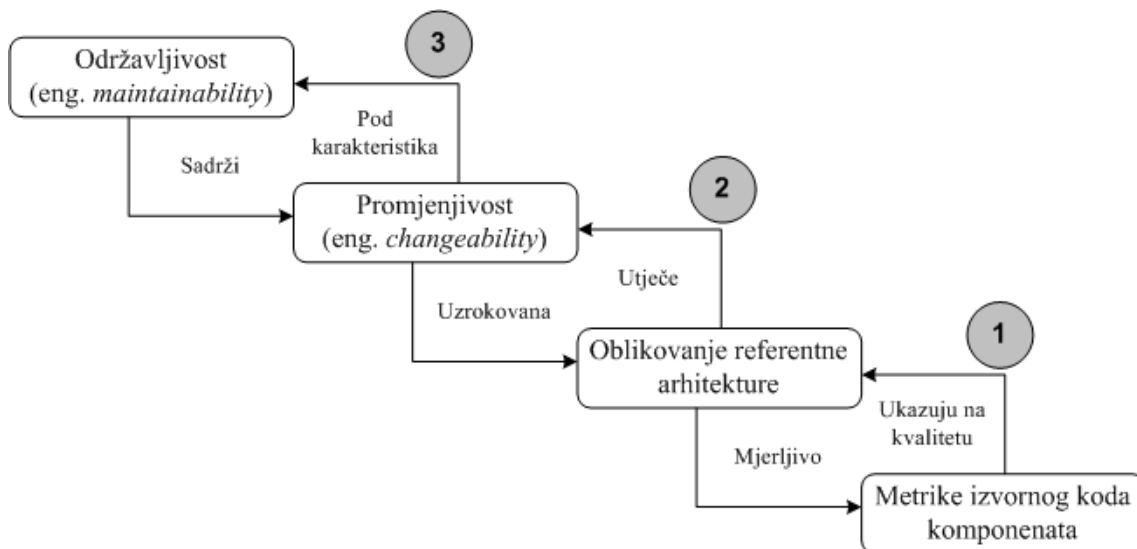 3
Održavljivost
(eng. maintainability)
Pod
karakteristika
Sadrži
2
Promjenjivost
(eng. changeability)
Utječe
Uzrokovana
1
Oblikovanje referentne
arhitekture
Ukazuju na
kvalitetu
Mjerljivo
Metrike izvornog koda
komponenata